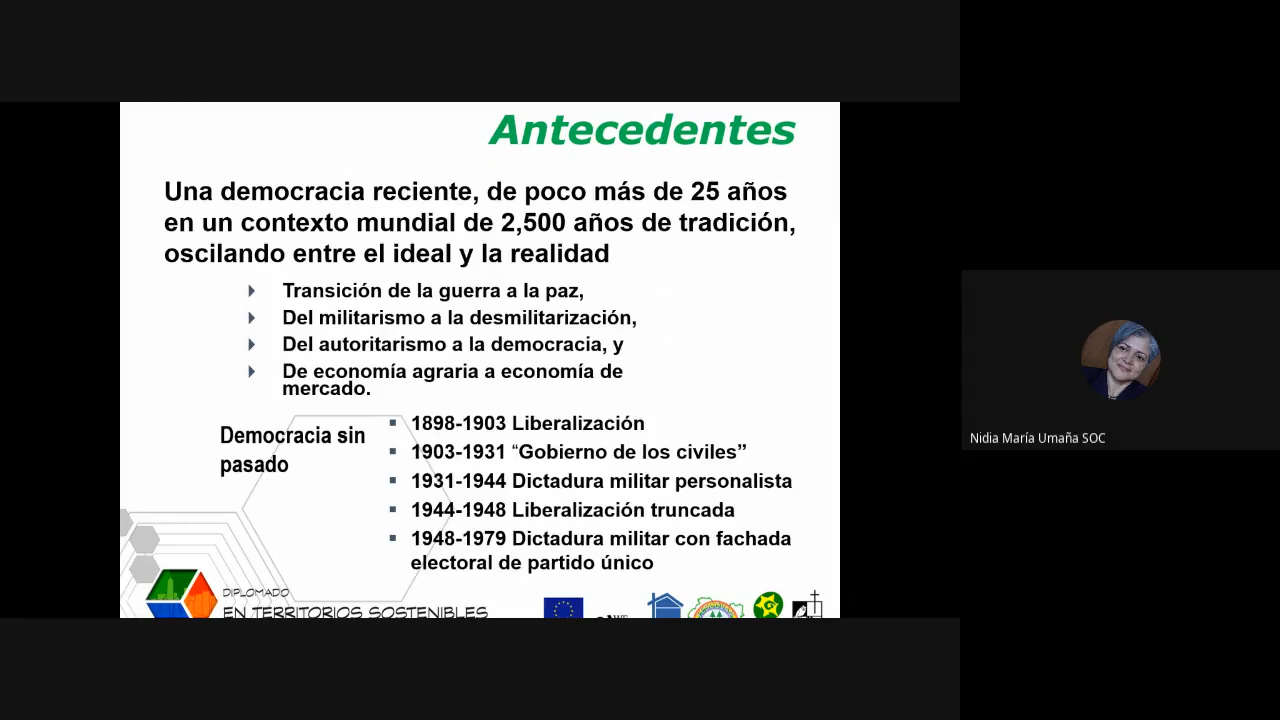 Antecedentes
Una democracia reciente, de poco más de 25 años
en un contexto mundial de 2,500 años de tradición,
oscilando entre el ideal y la realidad
Transición de la guerra a la paz,
Del militarismo a la desmilitarización,
Del autoritarismo a la democracia, y
De economía agraria a economía de
mercado.
Democracia sin
pasado
1898-1903 Liberalización
1903-1931 “Gobierno de los civiles”
1931-1944 Dictadura militar personalista
1944-1948 Liberalización truncada
1948-1979 Dictadura militar con fachada
electoral de partido único
DIPLOMADO
EN TERRITORIOS SOSTENIBLES
Nidia María Umaña SOC